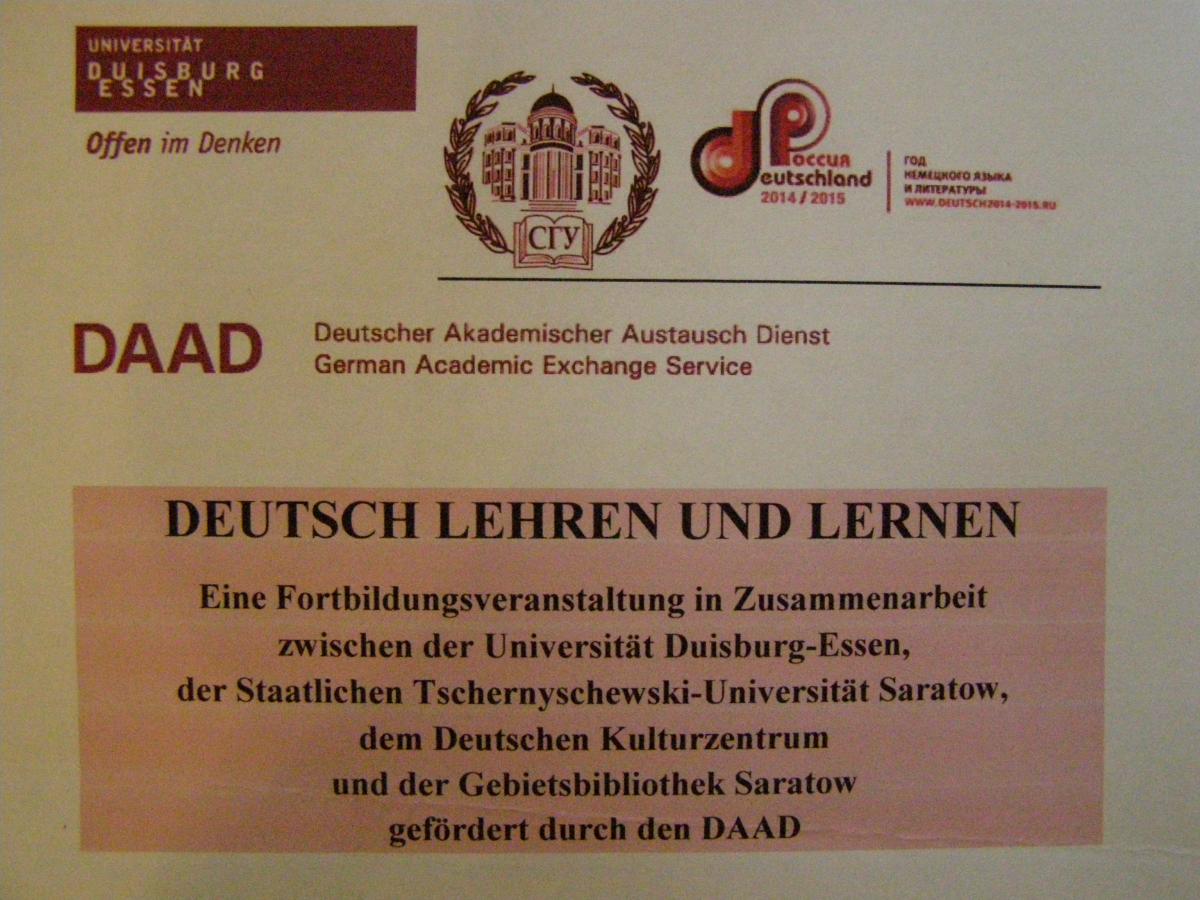 UNIVERSITÄT
DUISBURG
ESSEN
Offen im Denken
СГУ
Россия
Deutschland
2014 / 2015
ГОД
НЕМЕЦКОГО ЯЗЫКА
И ЛИТЕРАТУРЫ
WWW.DEUTSCH2014-2015.RU
DAAD
Deutscher Akademischer Austausch Dienst
German Academic Exchange Service
DEUTSCH LEHREN UND LERNEN
Eine Fortbildungsveranstaltung in Zusammenarbeit
zwischen der Universität Duisburg-Essen,
der Staatlichen Tschernyschewski-Universität Saratow,
dem Deutschen Kulturzentrum
und der Gebietsbibliothek Saratow
gefördert durch den DAAD